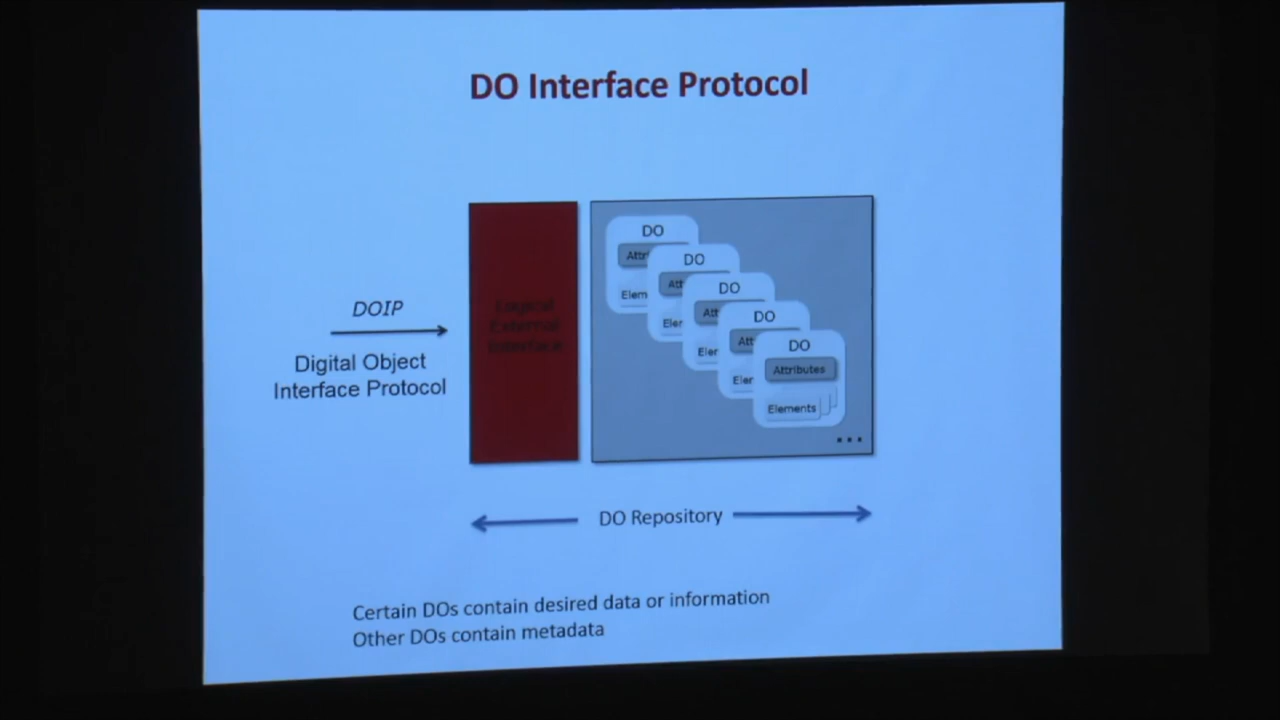 DO Interface Protocol
DOIP
Digital Object
Interface Protocol
Logical
External
Interface
DO
Attr
Elem
DO
Att
Eler
DO
Att
Eler
DO
Att
Eler
DO
Attributes
Elements
...
DO Repository
Certain DOs contain desired data or information
Other DOs contain metadata